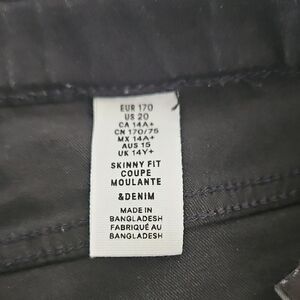 EUR 170
US 20
CA 14A+
CN 170/76
MX 14A+
AUS 15
UK 14Y+
SKINNY FIT
COUPE
MOULANTE
&DENIM
MADE IN
BANGLADESH
FABRIQUÉ AU
BANGLADESH